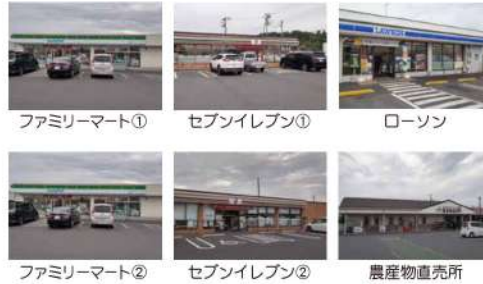 LAWSON
ファミリーマート①
セブンイレブン①
ローソン
ファミリーマート②
セブンイレブン②
農産物直売所